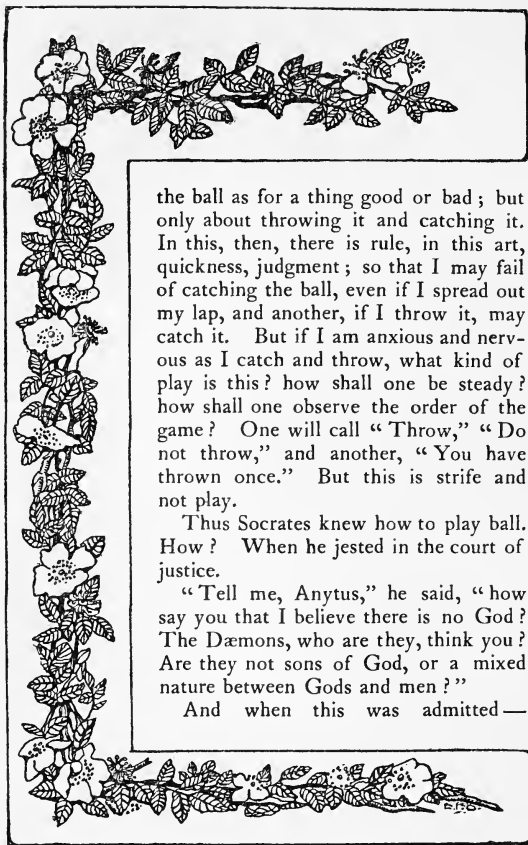 the ball as for a thing good or bad ; but
only about throwing it and catching it.
In this, then, there is rule, in this art,
quickness, judgment ; so that I may fail
of catching the ball, even if I spread out
my lap, and another, if I throw it, may
catch it. But if I am anxious and nerv-
ous as I catch and throw, what kind of
play is this ? how shall one be steady ?
how shall one observe the order of the
game ? One will call “ Throw,” “ Do
not throw,” and another, “ You have
thrown once.” But this is strife and
not play.
Thus Socrates knew how to play ball.
How ? When he jested in the court of
justice.
“ Tell me, Anytus,” he said, “ how
say you that I believe there is no God ?
The Dæmons, who are they, think you ?
Are they not sons of God, or a mixed
nature between Gods and men ? ”
And when this was admitted —